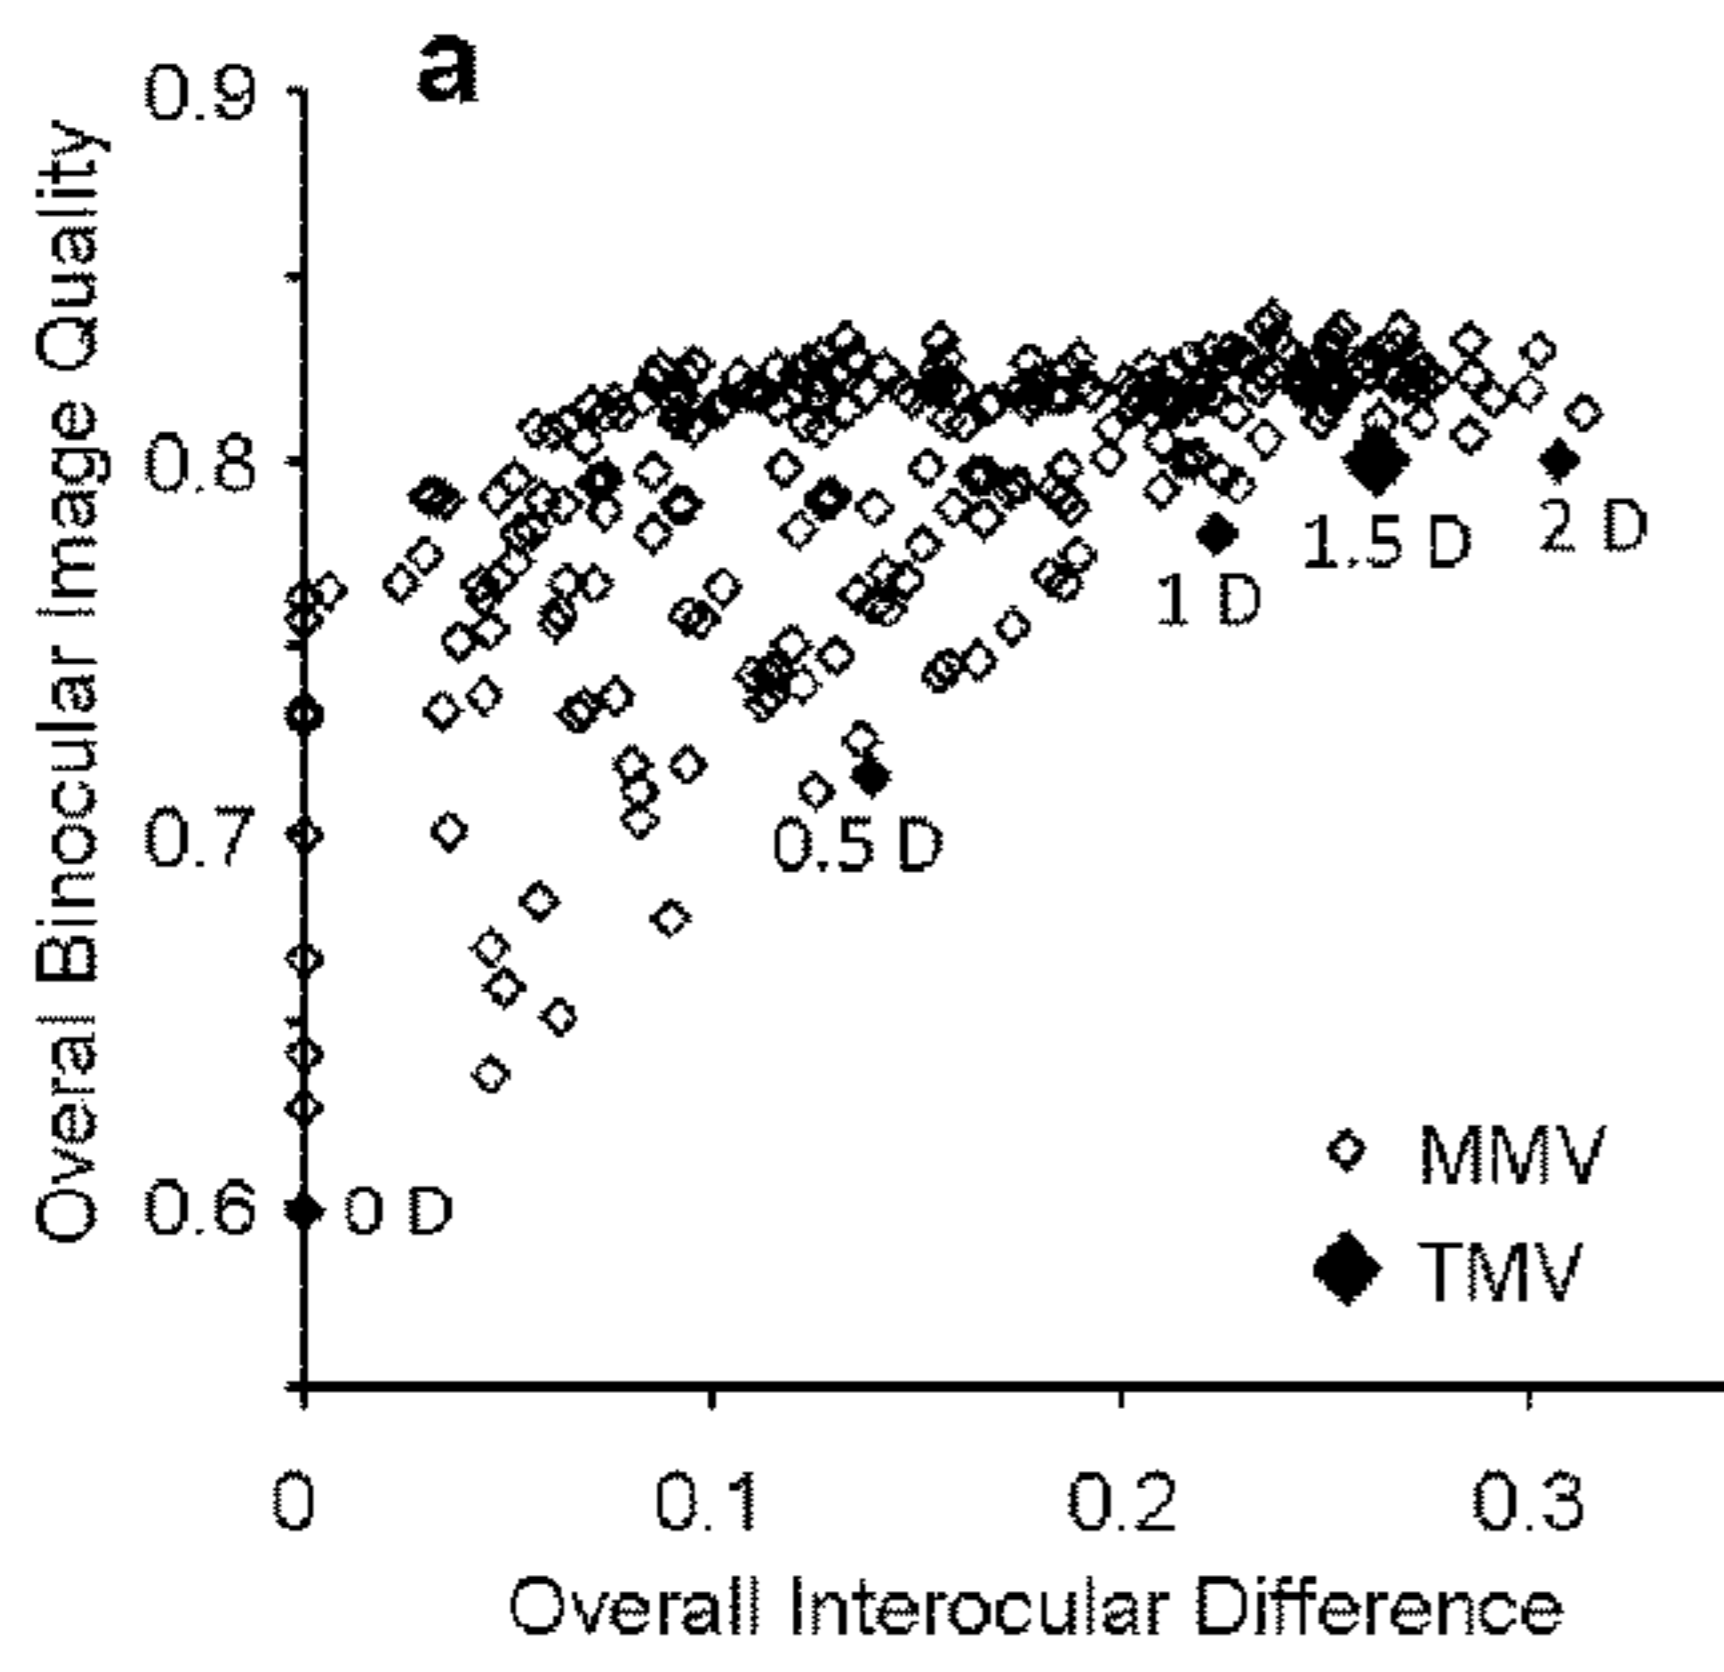 a
0.9
0.8
0.7
0.6
Overall Binocular Image Quality
2 D
1.5 D
1 D
0.5 D
0 D
MMV
TMV
0 0.1 0.2 0.3
Overall Interocular Difference